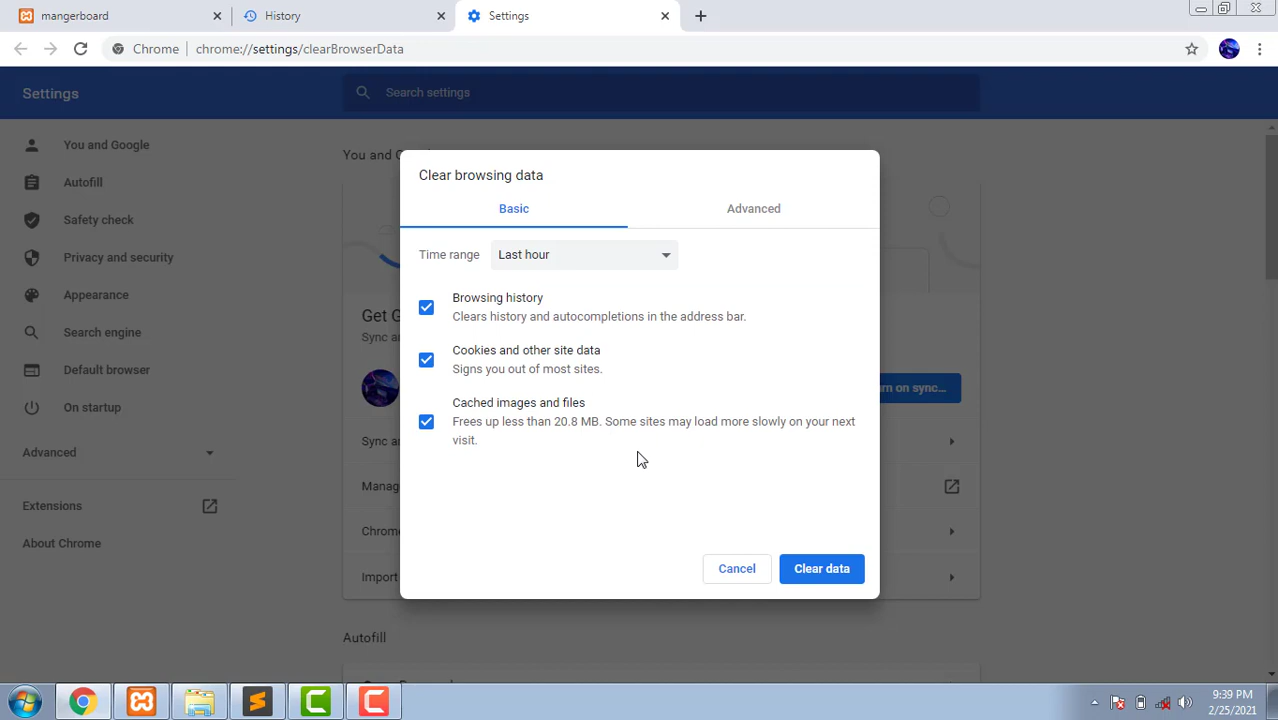 mangerboard
History
Settings
Chrome
chrome://settings/clearBrowserData
Settings
Search settings
You and Google
Autofill
Safety check
Privacy and security
Appearance
Search engine
Default browser
On startup
Advanced
Extensions
About Chrome
You and G
Get G
Sync a
rn on sync...
Sync a
Manag
Chrom
Import
Autofill
Clear browsing data
Basic
Advanced
Time range
Last hour
Browsing history
Clears history and autocompletions in the address bar.
Cookies and other site data
Signs you out of most sites.
Cached images and files
Frees up less than 20.8 MB. Some sites may load more slowly on your next
visit.
Cancel
Clear data
9:39 PM
2/25/2021